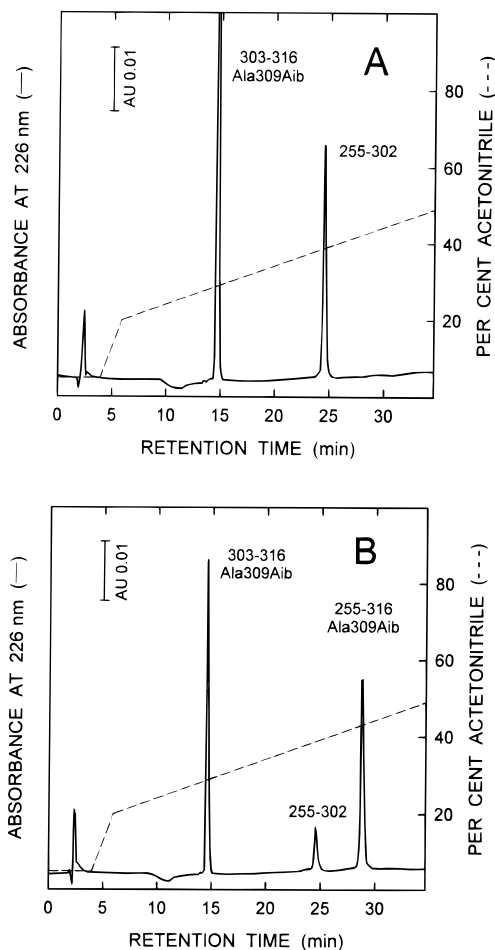 A
AU 0.01
303-316
Ala309Aib
255-302
ABSORBANCE AT 226 nm (—)
PER CENT ACETONITRILE (---)
80
60
40
20
0 5 10 15 20 25 30
RETENTION TIME (min)
B
AU 0.01
303-316
Ala309Aib
255-316
Ala309Aib
255-302
ABSORBANCE AT 226 nm (—)
PER CENT ACTETONITRILE (---)
80
60
40
20
0 5 10 15 20 25 30
RETENTION TIME (min)